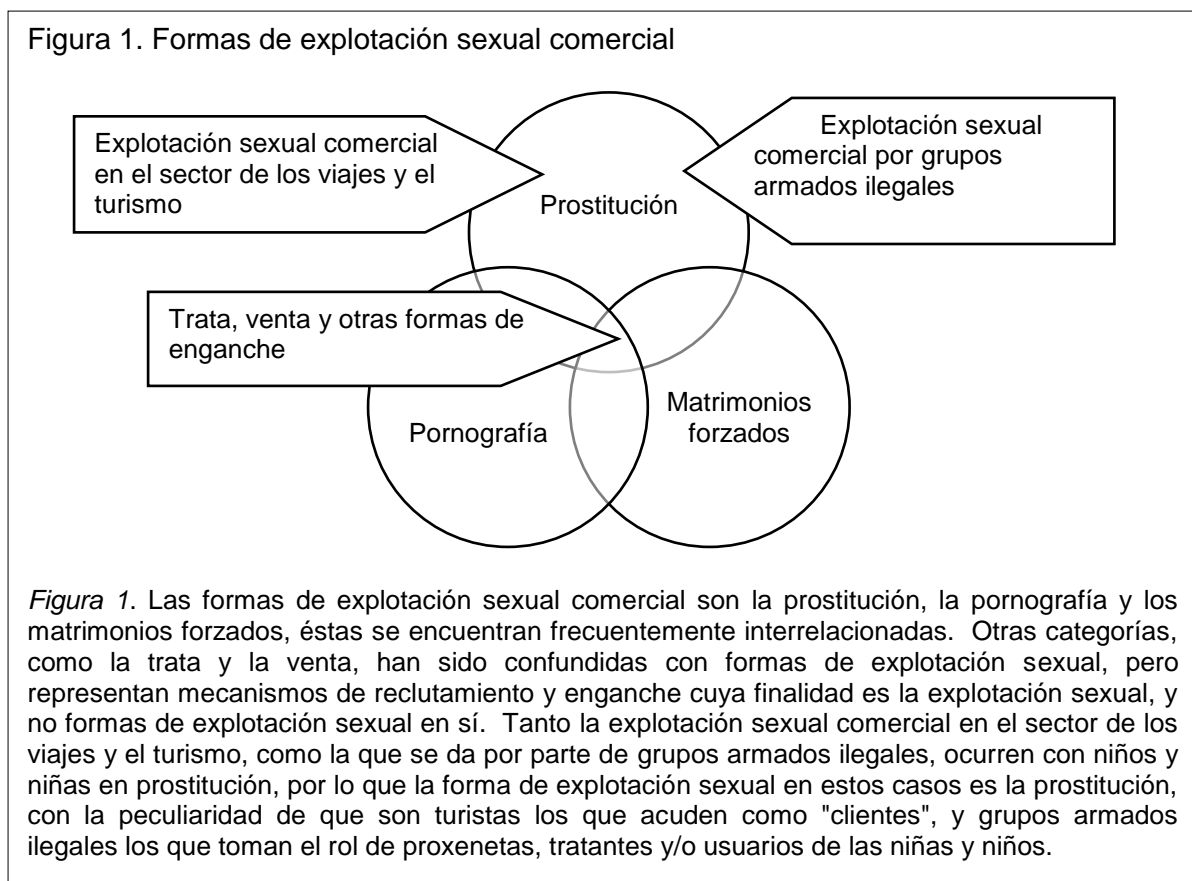 Figura 1. Formas de explotación sexual comercial
Explotación sexual comercial
en el sector de los viajes y el
turismo
Explotación sexual
comercial por grupos
armados ilegales
Prostitución
Trata, venta y otras formas de
enganche
Pornografía
Matrimonios
forzados
Figura 1. Las formas de explotación sexual comercial son la prostitución, la pornografía y los
matrimonios forzados, éstas se encuentran frecuentemente interrelacionadas. Otras categorías,
como la trata y la venta, han sido confundidas con formas de explotación sexual, pero
representan mecanismos de reclutamiento y enganche cuya finalidad es la explotación sexual, y
no formas de explotación sexual en sí. Tanto la explotación sexual comercial en el sector de los
viajes y el turismo, como la que se da por parte de grupos armados ilegales, ocurren con niños y
niñas en prostitución, por lo que la forma de explotación sexual en estos casos es la prostitución,
con la peculiaridad de que son turistas los que acuden como "clientes", y grupos armados
ilegales los que toman el rol de proxenetas, tratantes y/o usuarios de las niñas y niños.